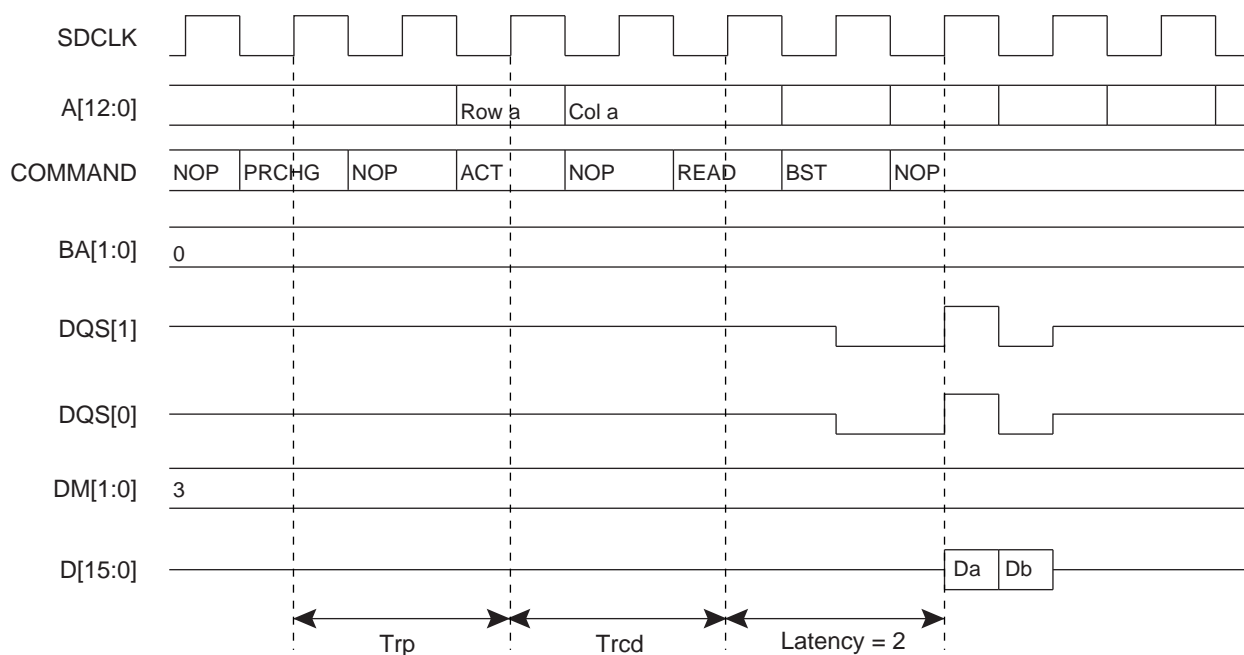 SDCLK
A[12:0] Row a Col a
COMMAND NOP PRCHG NOP ACT NOP READ BST NOP
BA[1:0] 0
DQS[1]
DQS[0]
DM[1:0] 3
D[15:0] Da Db
Trp Trcd Latency = 2